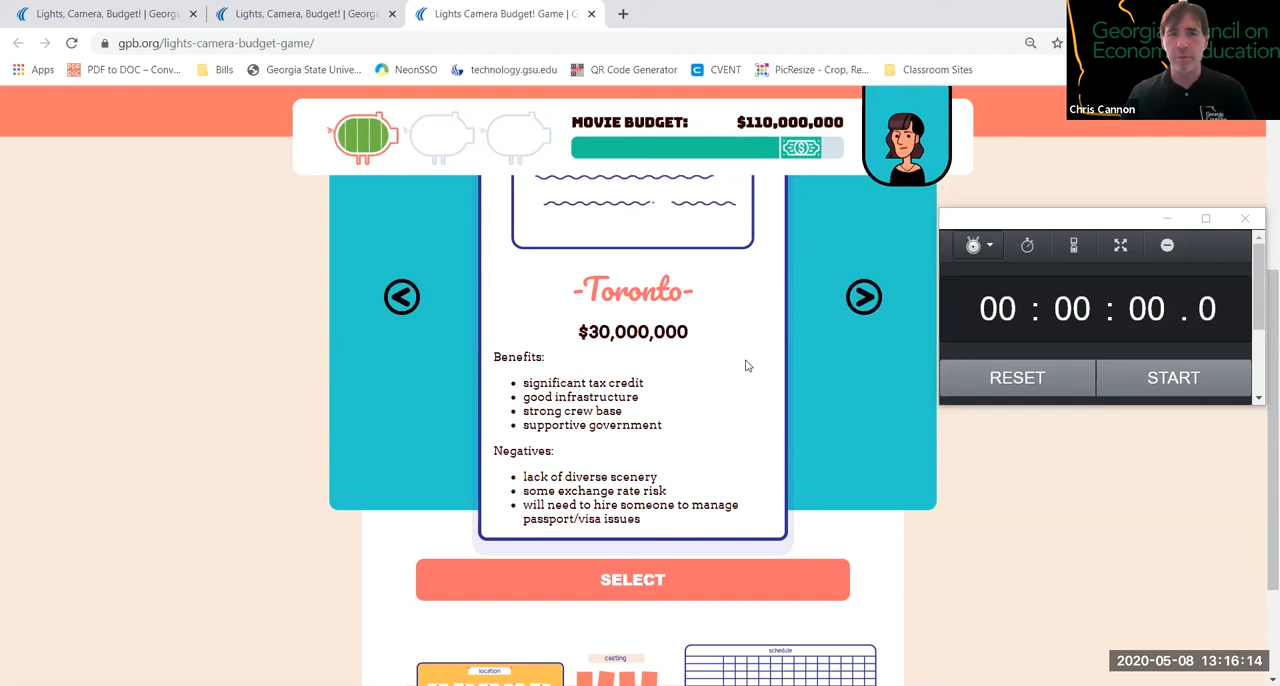 Lights, Camera, Budget! | Georgi
Lights, Camera, Budget! | Georgi
Lights Camera Budget! Game | G
gpb.org/lights-camera-budget-game/
Apps
PDF to DOC – Conv...
Bills
Georgia State Unive...
NeonSSO
technology.gsu.edu
QR Code Generator
CVENT
PicResize - Crop, Re...
Classroom Sites
Georgia Council on
Economic Education
Chris Cannon
MOVIE BUDGET: $110,000,000
-Toronto-
$30,000,000
Benefits:
• significant tax credit
• good infrastructure
• strong crew base
• supportive government
Negatives:
• lack of diverse scenery
• some exchange rate risk
• will need to hire someone to manage
passport/visa issues
SELECT
location
casting
schedule
00 : 00 : 00 . 0
RESET
START
2020-05-08 13:16:14